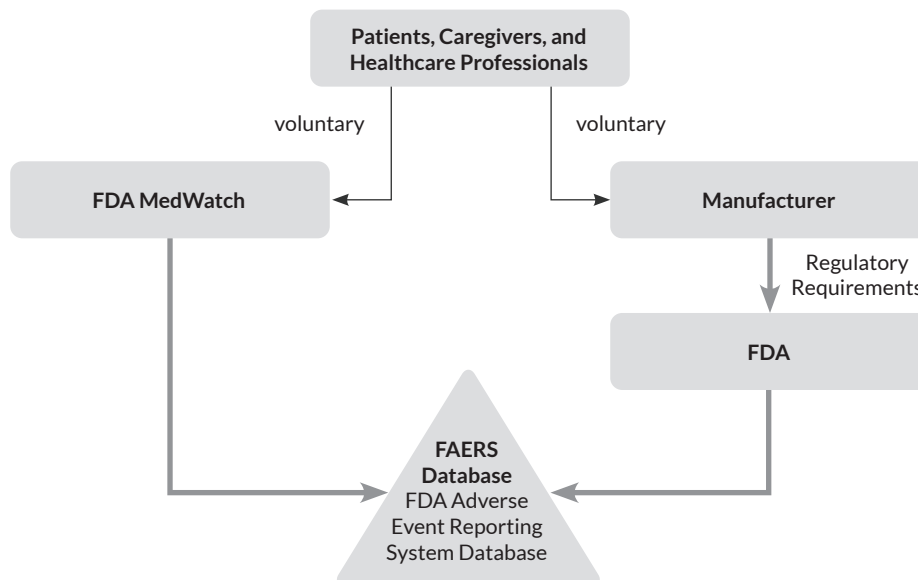 Patients, Caregivers, and
Healthcare Professionals
voluntary
voluntary
FDA MedWatch
Manufacturer
Regulatory
Requirements
FDA
FAERS
Database
FDA Adverse
Event Reporting
System Database